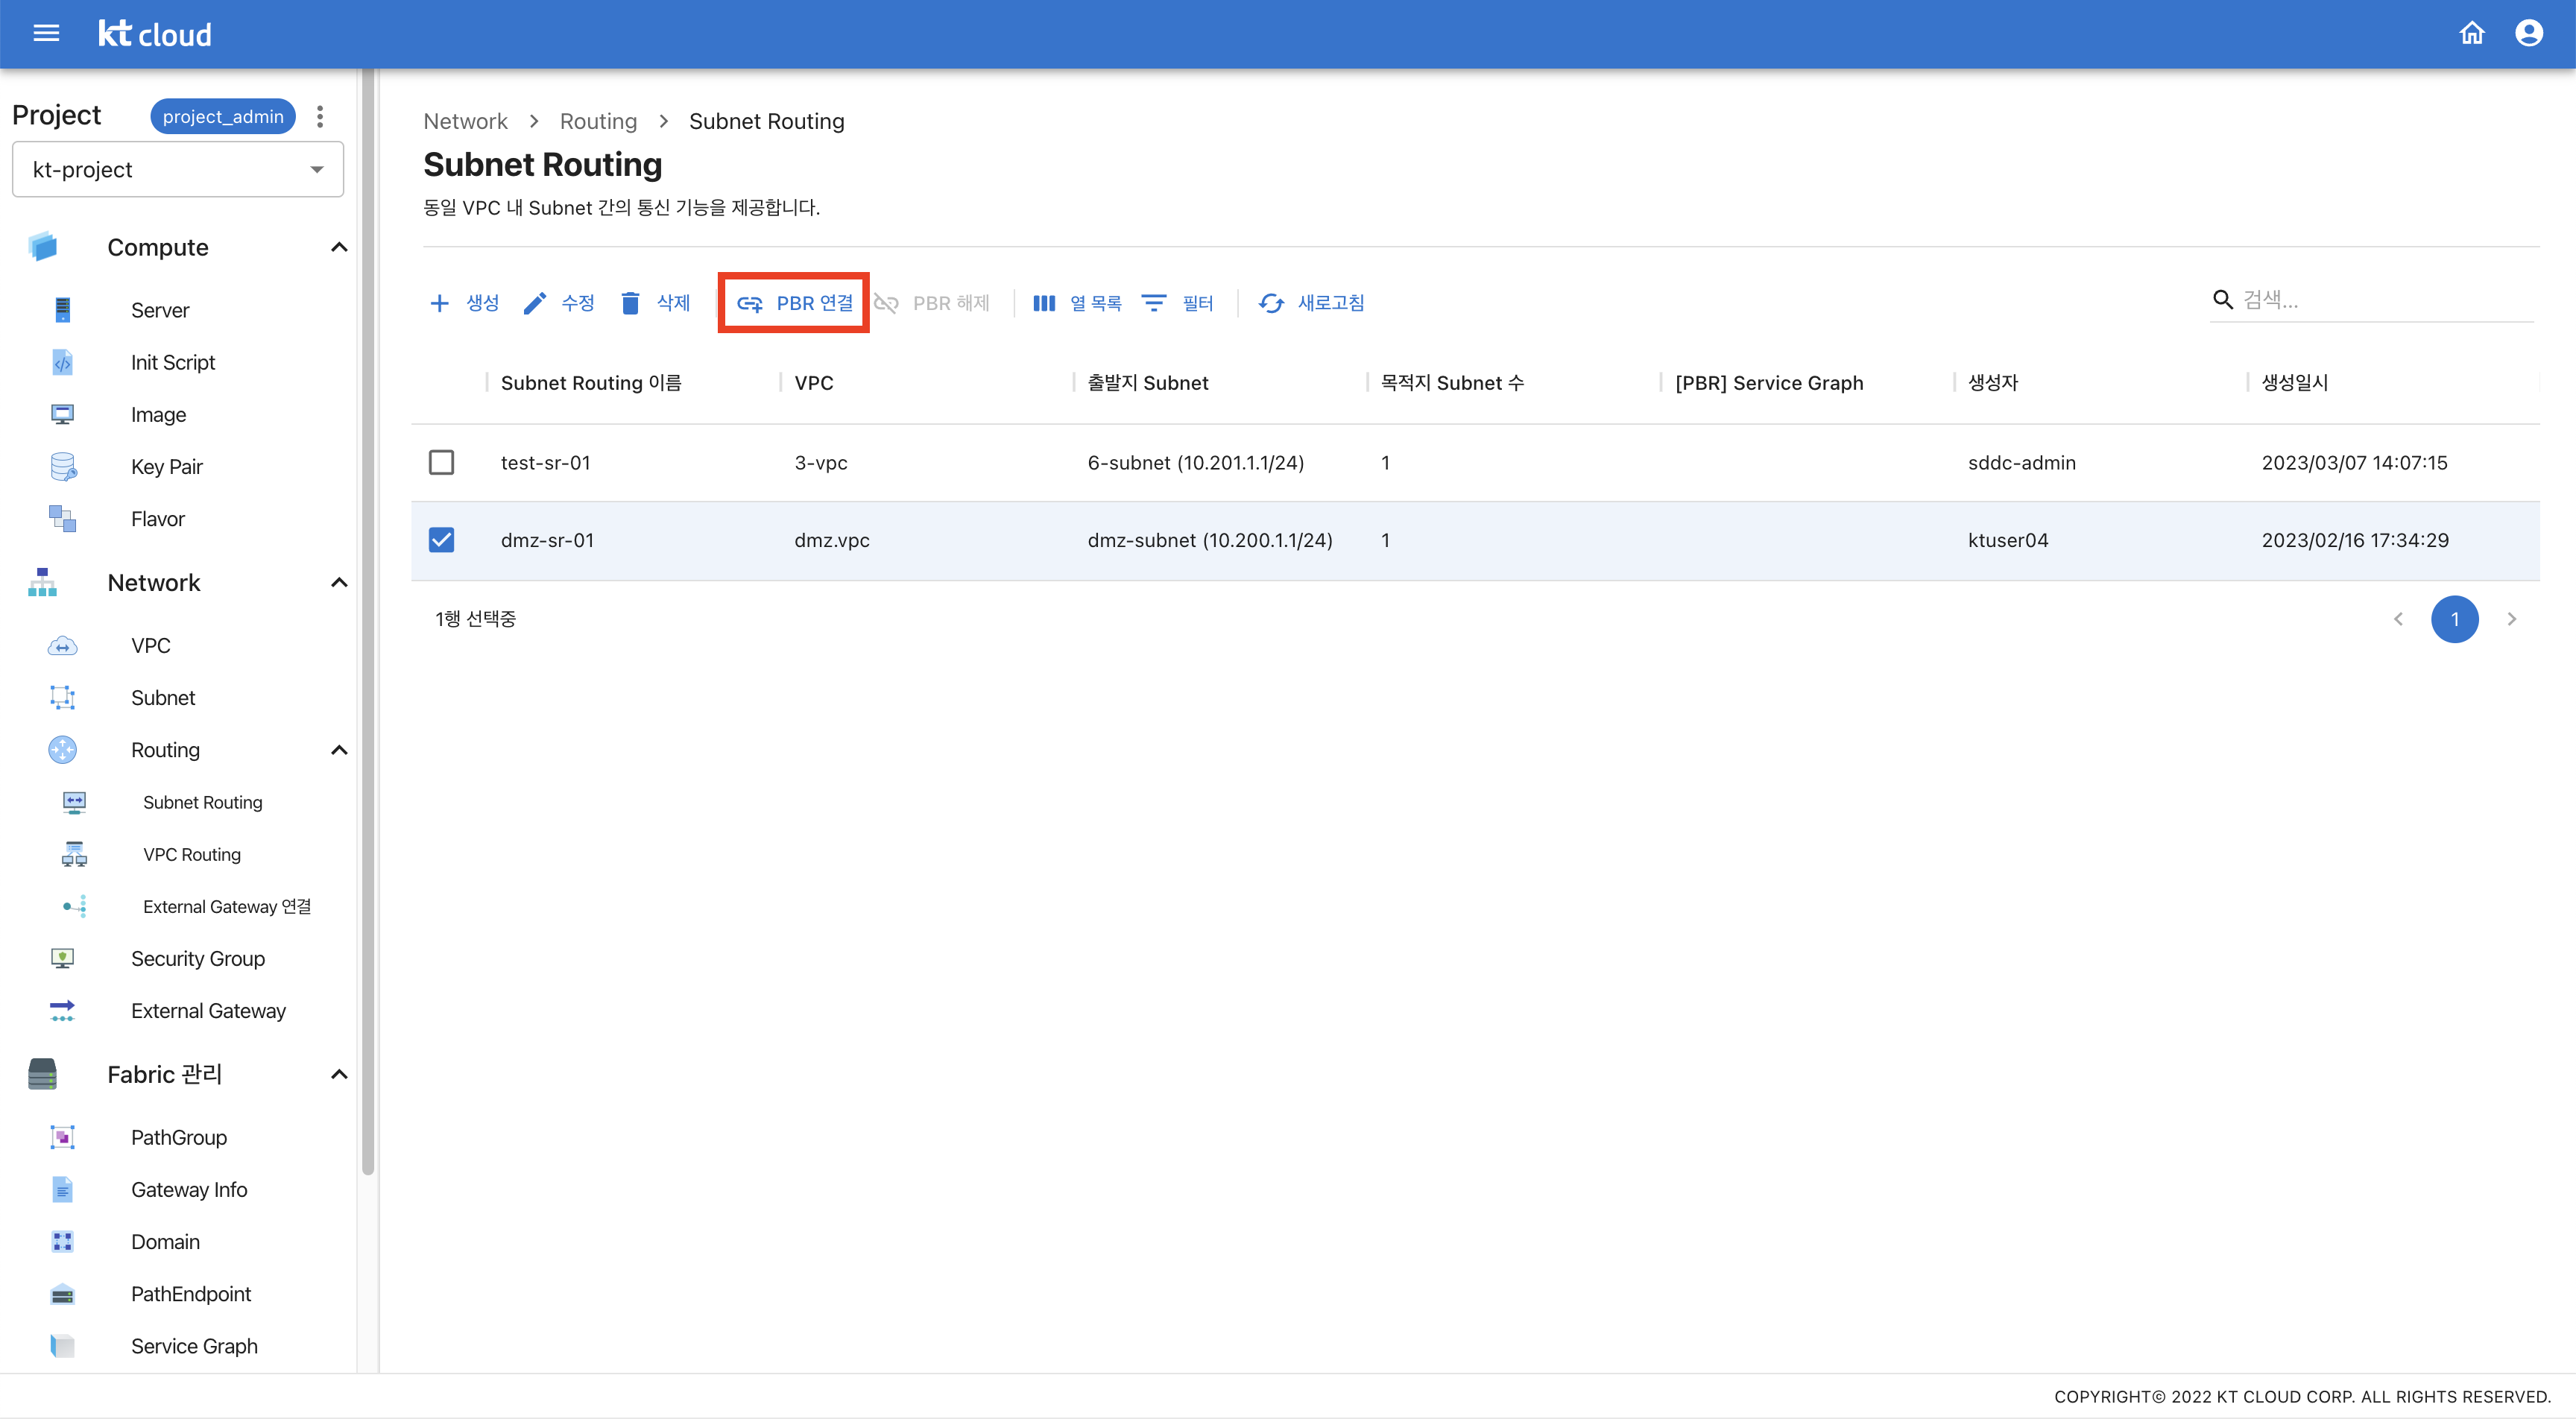 kt cloud
Project
project_admin
kt-project
Compute
Server
Init Script
Image
Key Pair
Flavor
Network
VPC
Subnet
Routing
Subnet Routing
VPC Routing
External Gateway 연결
Security Group
External Gateway
Fabric 관리
PathGroup
Gateway Info
Domain
PathEndpoint
Service Graph
Network > Routing > Subnet Routing
Subnet Routing
동일 VPC 내 Subnet 간의 통신 기능을 제공합니다.
생성 수정 삭제 PBR 연결 PBR 해제 열 목록 필터 새로고침 검색...
Subnet Routing 이름 VPC 출발지 Subnet 목적지 Subnet 수 [PBR] Service Graph 생성자 생성일시
test-sr-01 3-vpc 6-subnet (10.201.1.1/24) 1 sddc-admin 2023/03/07 14:07:15
dmz-sr-01 dmz.vpc dmz-subnet (10.200.1.1/24) 1 ktuser04 2023/02/16 17:34:29
1행 선택중 1
COPYRIGHT© 2022 KT CLOUD CORP. ALL RIGHTS RESERVED.